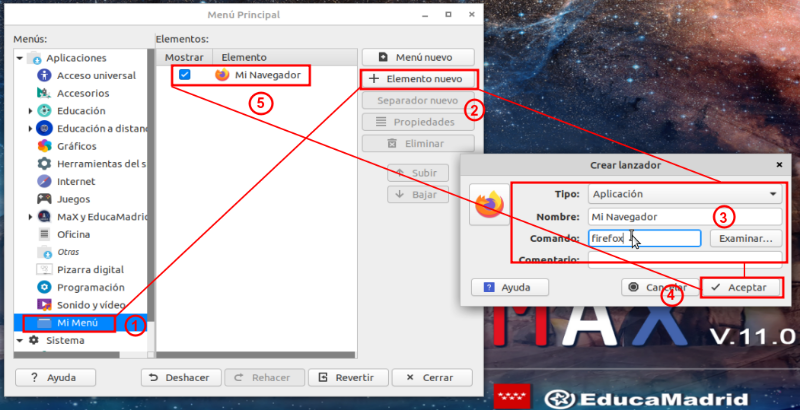 Menú Principal
Menús:
Elementos:
Aplicaciones
Acceso universal
Accesorios
Educación
Educación a distan
Gráficos
Herramientas del s
Internet
Juegos
MaX y EducaMadrid
Oficina
Otras
Pizarra digital
Programación
Sonido y vídeo
Mi Menú
1
Sistema
Mostrar
Elemento
Mi Navegador
5
Menú nuevo
Elemento nuevo
2
Separador nuevo
Propiedades
Eliminar
Subir
Bajar
Ayuda
Deshacer
Rehacer
Revertir
Cerrar
Crear lanzador
Tipo:
Aplicación
Nombre:
Mi Navegador
3
Comando:
firefox
Examinar...
Comentario:
Ayuda
Cancelar
4
Aceptar
MAX
V.11.0
EducaMadrid